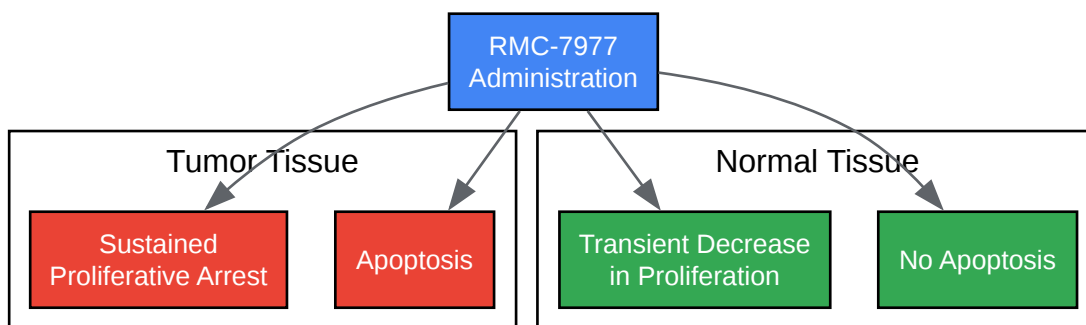 RMC-7977
Administration
Tumor Tissue
Normal Tissue
Sustained
Proliferative Arrest
Apoptosis
Transient Decrease
in Proliferation
No Apoptosis